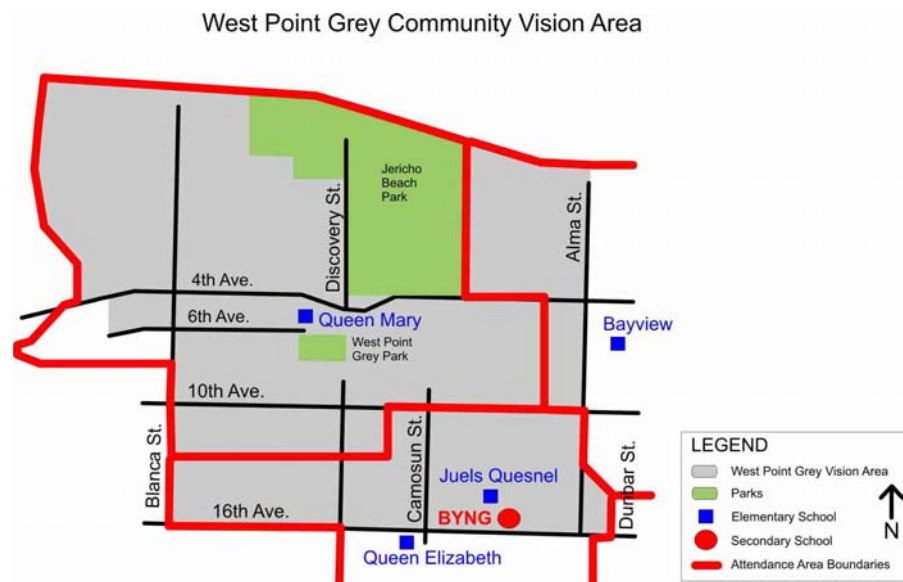 West Point Grey Community Vision Area
Jericho
Beach
Park
Discovery St.
Alma St.
4th Ave.
6th Ave.
Queen Mary
Bayview
West Point
Grey Park
10th Ave.
Blanca St.
Camosun St.
Dunbar St.
Juels Quesnel
16th Ave.
BYNG
Queen Elizabeth
LEGEND
West Point Grey Vision Area
Parks
Elementary School
Secondary School
Attendance Area Boundaries
N